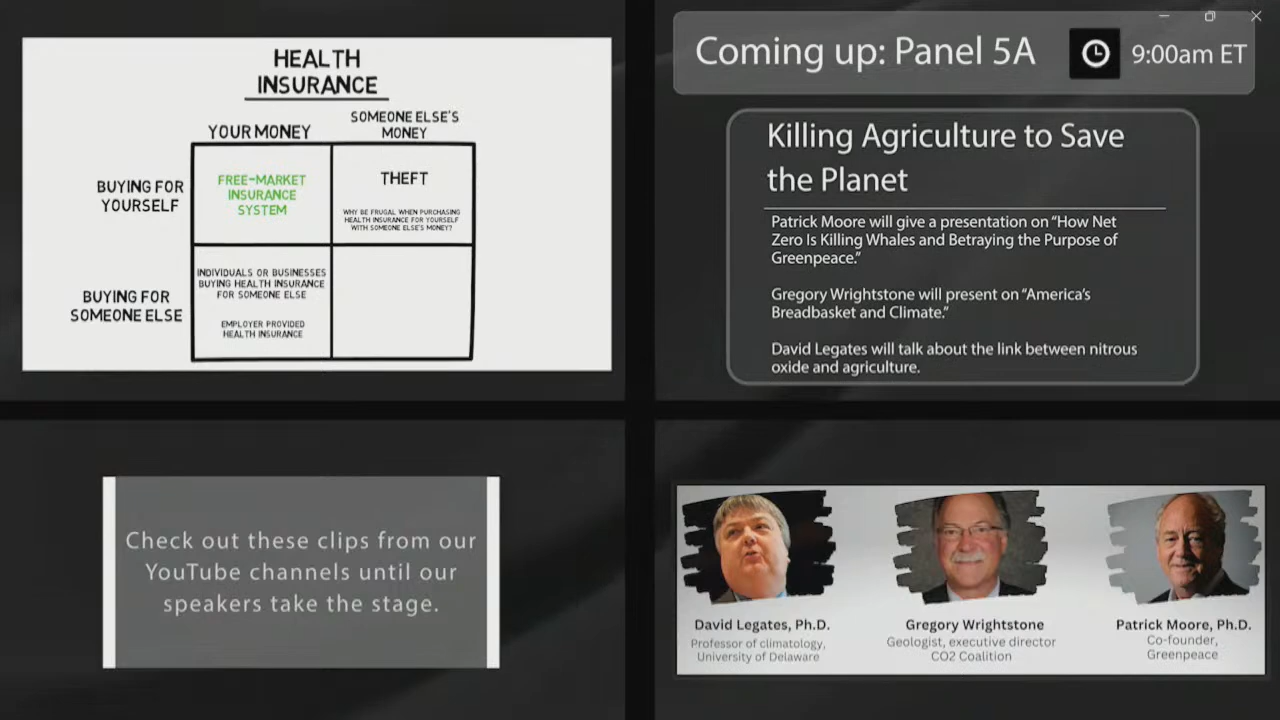 HEALTH
INSURANCE
YOUR MONEY
SOMEONE ELSE'S
MONEY
BUYING FOR
YOURSELF
FREE-MARKET
INSURANCE
SYSTEM
THEFT
WHY BE FRUGAL WHEN PURCHASING
HEALTH INSURANCE FOR YOURSELF
WITH SOMEONE ELSE'S MONEY?
BUYING FOR
SOMEONE ELSE
INDIVIDUALS OR BUSINESSES
BUYING HEALTH INSURANCE
FOR SOMEONE ELSE
EMPLOYER PROVIDED
HEALTH INSURANCE
Coming up: Panel 5A
9:00am ET
Killing Agriculture to Save
the Planet
Patrick Moore will give a presentation on “How Net
Zero Is Killing Whales and Betraying the Purpose of
Greenpeace.”
Gregory Wrightstone will present on “America’s
Breadbasket and Climate.”
David Legates will talk about the link between nitrous
oxide and agriculture.
Check out these clips from our
YouTube channels until our
speakers take the stage.
David Legates, Ph.D.
Professor of climatology,
University of Delaware
Gregory Wrightstone
Geologist, executive director
CO2 Coalition
Patrick Moore, Ph.D.
Co-founder,
Greenpeace